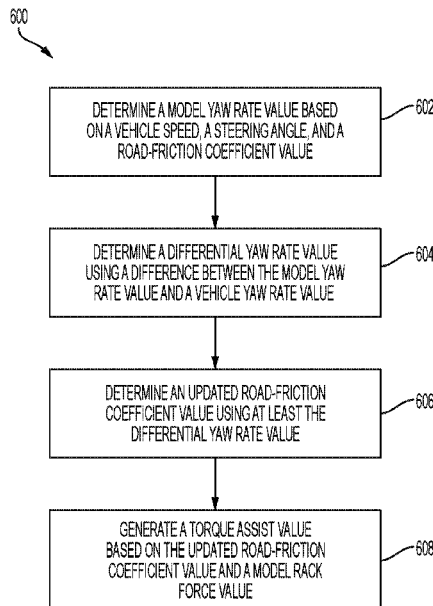 600
DETERMINE A MODEL YAW RATE VALUE BASED
ON A VEHICLE SPEED, A STEERING ANGLE, AND A
ROAD-FRICTION COEFFICIENT VALUE
602
DETERMINE A DIFFERENTIAL YAW RATE VALUE
USING A DIFFERENCE BETWEEN THE MODEL YAW
RATE VALUE AND A VEHICLE YAW RATE VALUE
604
DETERMINE AN UPDATED ROAD-FRICTION
COEFFICIENT VALUE USING AT LEAST THE
DIFFERENTIAL YAW RATE VALUE
606
GENERATE A TORQUE ASSIST VALUE
BASED ON THE UPDATED ROAD-FRICTION
COEFFICIENT VALUE AND A MODEL RACK
FORCE VALUE
608